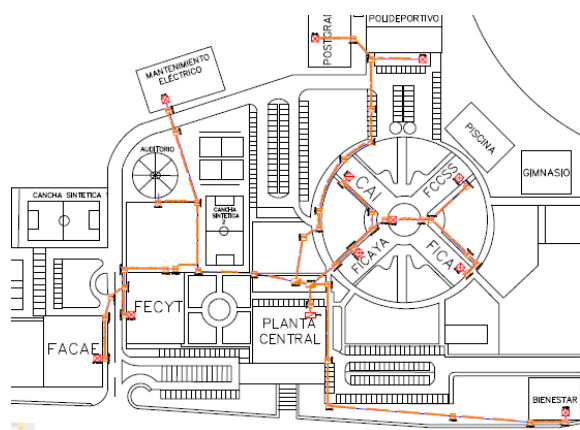 POLIDEPORTIVO
POSTGRADO
MANTENIMIENTO
ELÉCTRICO
AUDITORIO
PISCINA
GIMNASIO
CANCHA SINTETICA
CANCHA
SINTETICA
2
CAI
FCCSS
FICAYA
FICA
FECYT
PLANTA
CENTRAL
FACAE
BIENESTAR